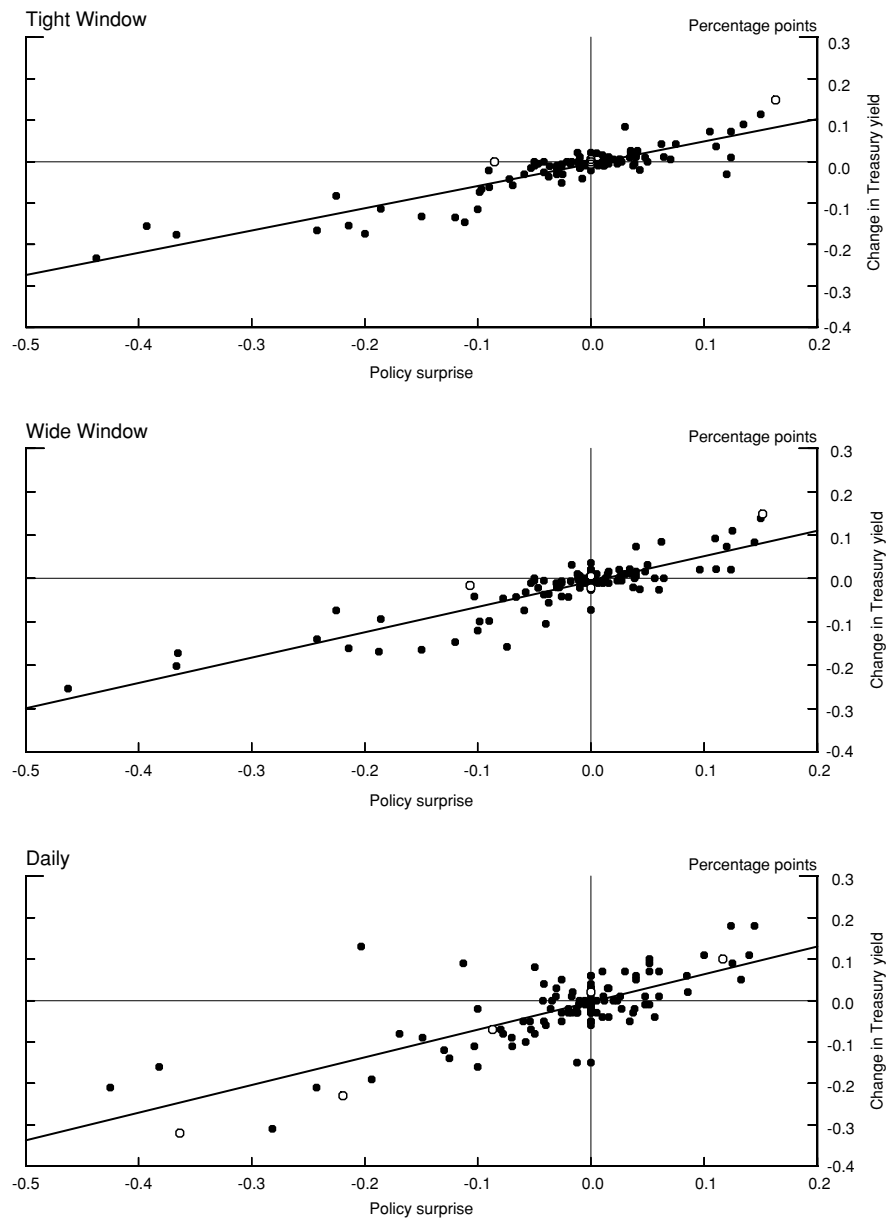 Tight Window
Percentage points
0.3
0.2
0.1
0.0
-0.1
-0.2
-0.3
-0.4
Change in Treasury yield
-0.5 -0.4 -0.3 -0.2 -0.1 0.0 0.1 0.2
Policy surprise
Wide Window
Percentage points
0.3
0.2
0.1
0.0
-0.1
-0.2
-0.3
-0.4
Change in Treasury yield
-0.5 -0.4 -0.3 -0.2 -0.1 0.0 0.1 0.2
Policy surprise
Daily
Percentage points
0.3
0.2
0.1
0.0
-0.1
-0.2
-0.3
-0.4
Change in Treasury yield
-0.5 -0.4 -0.3 -0.2 -0.1 0.0 0.1 0.2
Policy surprise